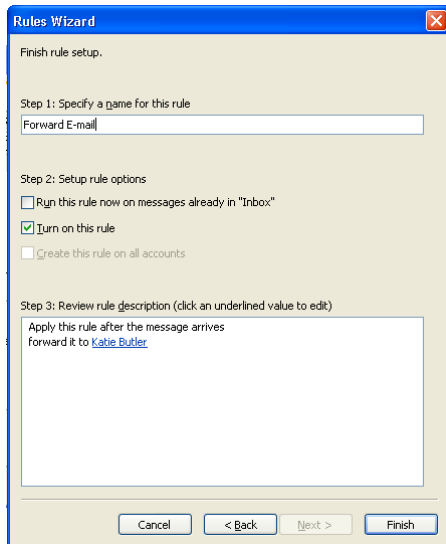 Rules Wizard
Finish rule setup.
Step 1: Specify a name for this rule
Forward E-mail
Step 2: Setup rule options
Run this rule now on messages already in "Inbox"
Turn on this rule
Create this rule on all accounts
Step 3: Review rule description (click an underlined value to edit)
Apply this rule after the message arrives
forward it to Katie Butler
Cancel
< Back
Next >
Finish